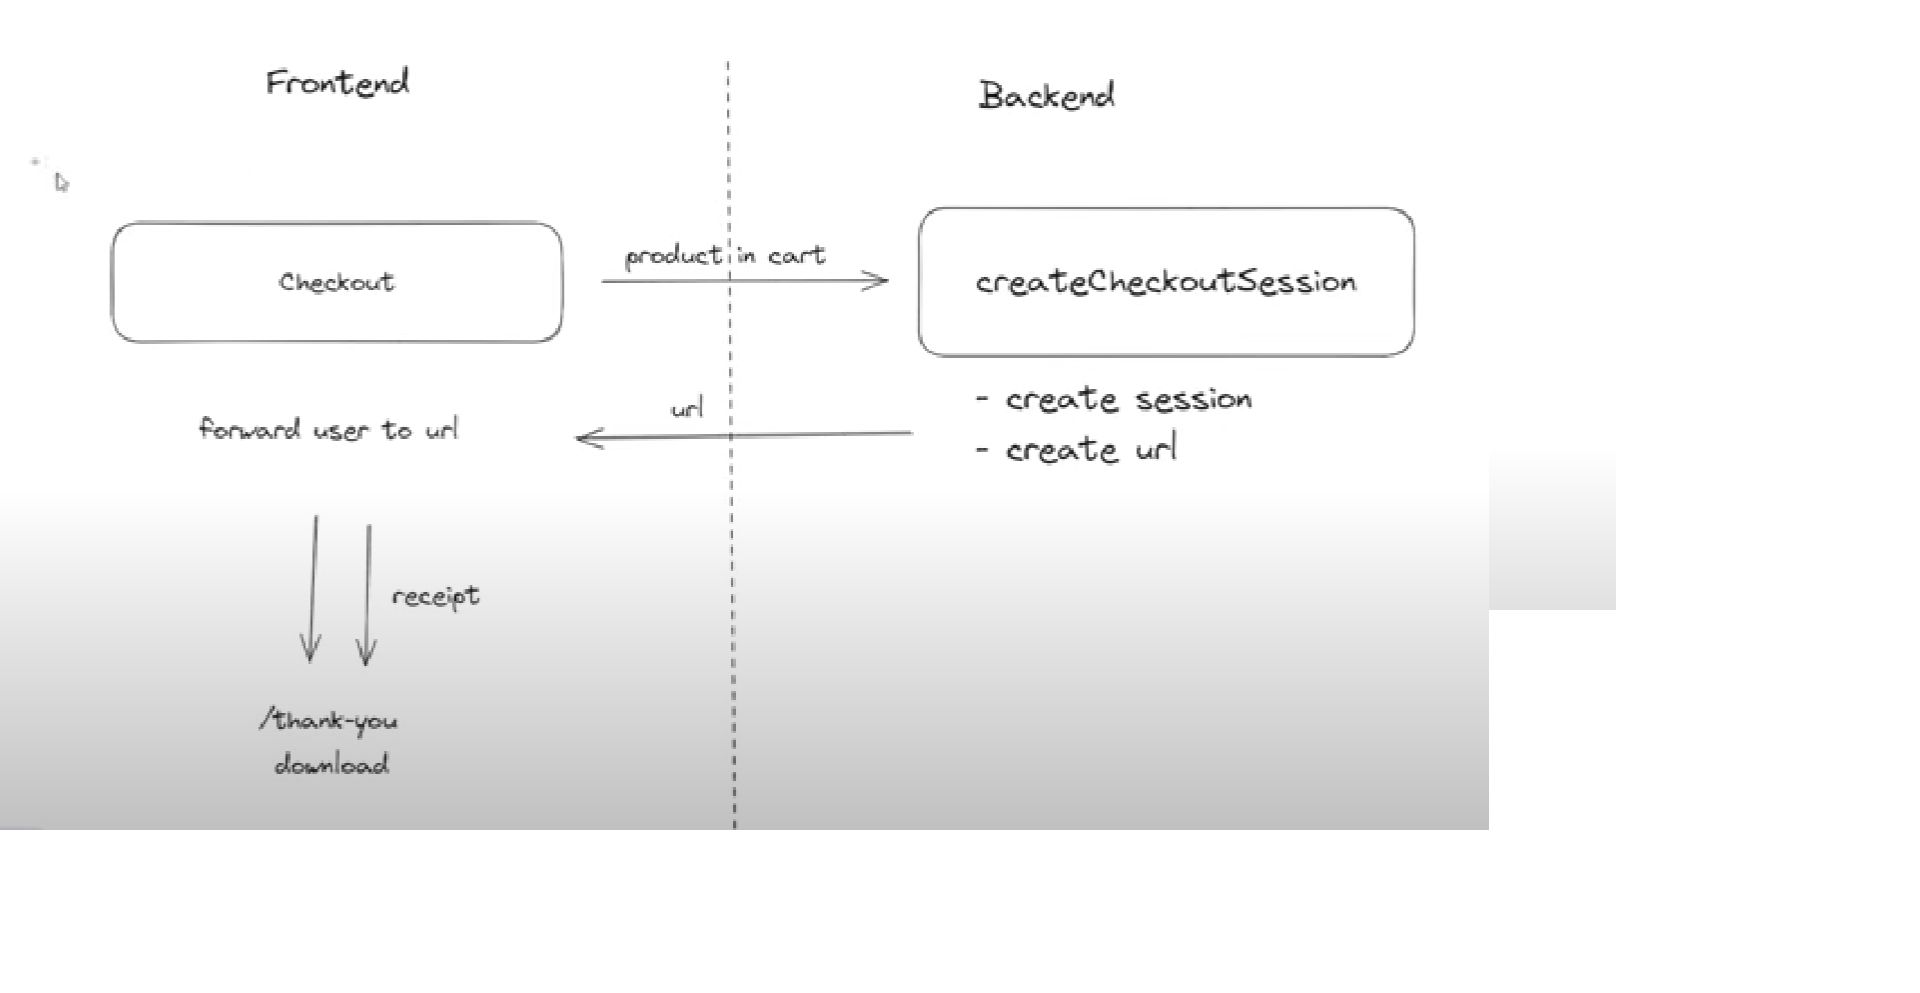 Frontend
Backend
Checkout
product in cart
createCheckoutSession
- create session
- create url
url
forward user to url
receipt
/thank-you
download